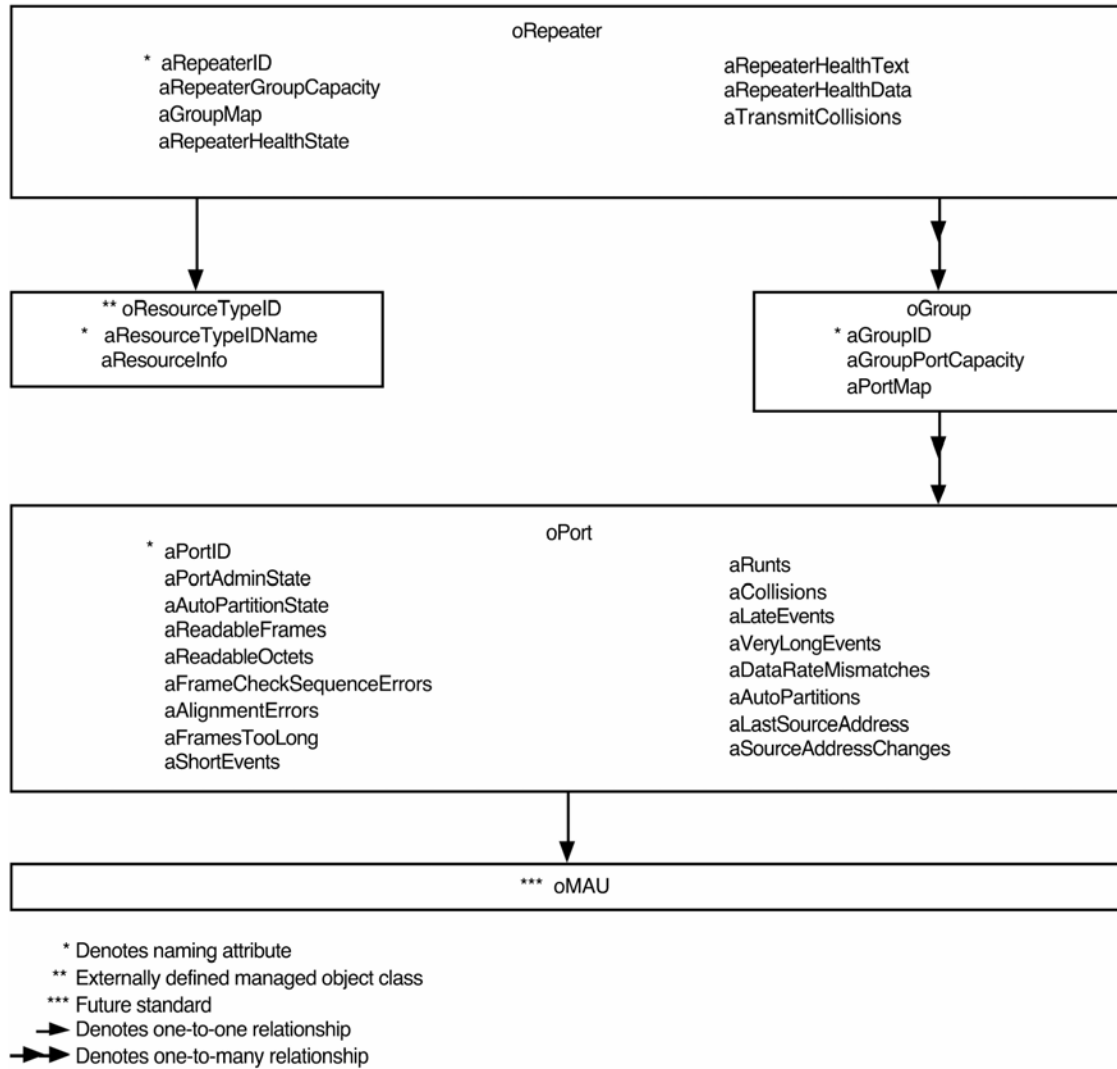 oRepeater
* aRepeaterID
aRepeaterGroupCapacity
aGroupMap
aRepeaterHealthState
aRepeaterHealthText
aRepeaterHealthData
aTransmitCollisions
** oResourceTypeID
* aResourceTypeIDName
aResourceInfo
oGroup
* aGroupID
aGroupPortCapacity
aPortMap
oPort
* aPortID
aPortAdminState
aAutoPartitionState
aReadableFrames
aReadableOctets
aFrameCheckSequenceErrors
aAlignmentErrors
aFramesTooLong
aShortEvents
aRunts
aCollisions
aLateEvents
aVeryLongEvents
aDataRateMismatches
aAutoPartitions
aLastSourceAddress
aSourceAddressChanges
*** oMAU
* Denotes naming attribute
** Externally defined managed object class
*** Future standard
Denotes one-to-one relationship
Denotes one-to-many relationship